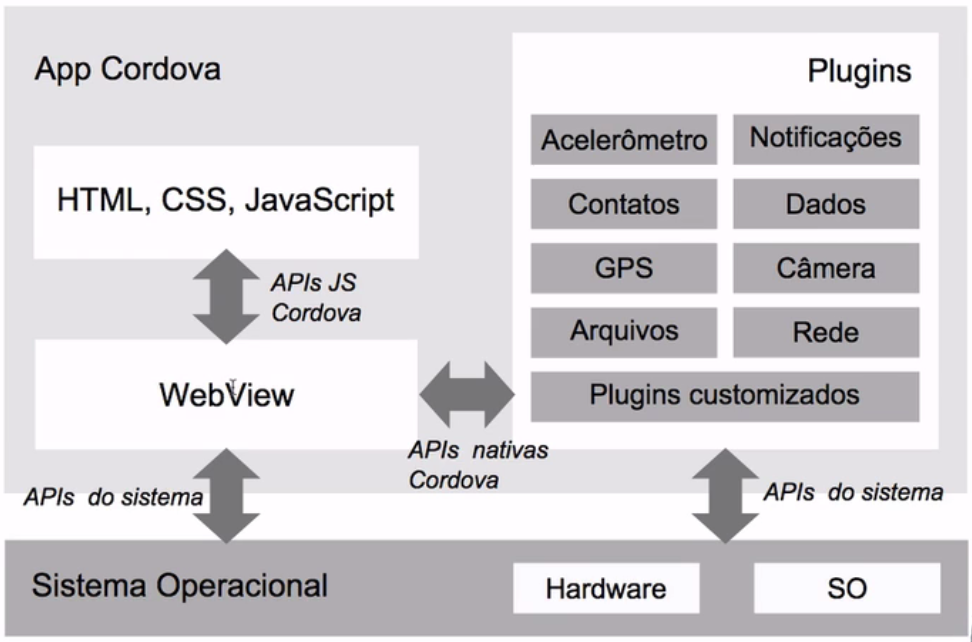 App Cordova
Plugins
HTML, CSS, JavaScript
APIs JS
Cordova
WebView
APIs nativas
Cordova
Acelerômetro
Notificações
Contatos
Dados
GPS
Câmera
Arquivos
Rede
Plugins customizados
APIs do sistema
APIs do sistema
Sistema Operacional
Hardware
SO